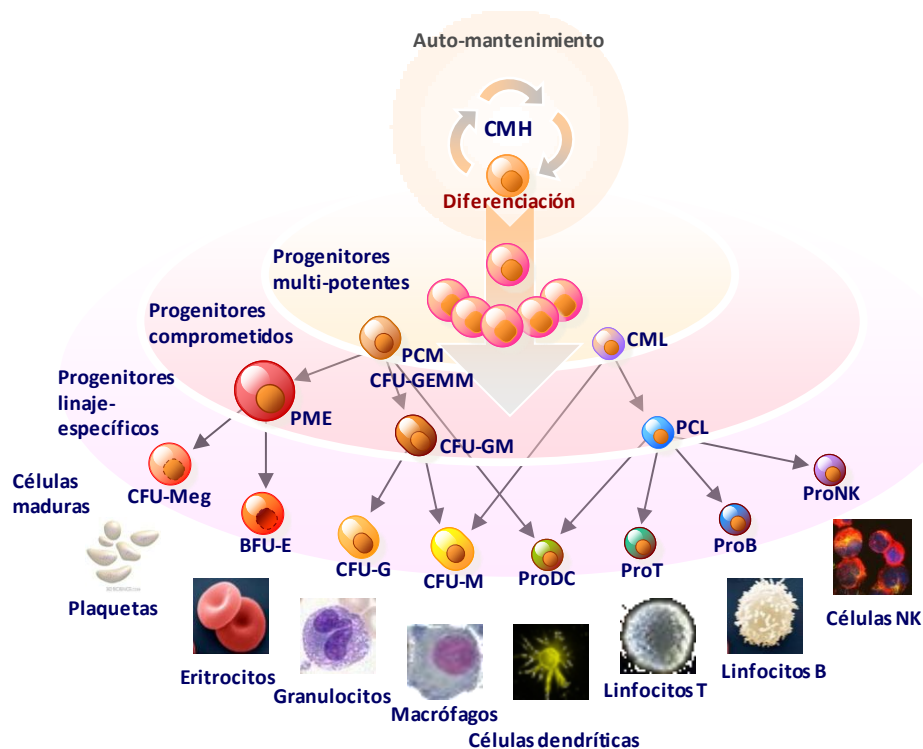 Auto-mantenimiento
CMH
Diferenciación
Progenitores
multi-potentes
Progenitores
comprometidos
PCM
CFU-GEMM
CML
Progenitores
linaje-
específicos
PME
CFU-GM
PCL
Células
maduras
CFU-Meg
BFU-E
CFU-G
CFU-M
ProDC
ProT
ProB
ProNK
Plaquetas
Eritrocitos
Granulocitos
Macrófagos
Células dendríticas
Linfocitos T
Linfocitos B
Células NK